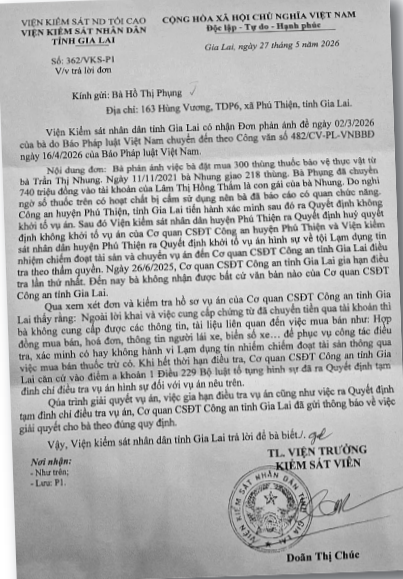 VIỆN KIỂM SÁT ND TỐI CAO
VIỆN KIỂM SÁT NHÂN DÂN
TỈNH GIA LAI
CỘNG HÒA XÃ HỘI CHỦ NGHĨA VIỆT NAM
Độc lập - Tự do - Hạnh phúc
Số: 362/VKS-P1
V/v trả lời đơn
Gia Lai, ngày 27 tháng 5 năm 2026
Kính gửi: Bà Hồ Thị Phụng
Địa chỉ: 163 Hùng Vương, TDP6, xã Phú Thiện, tỉnh Gia Lai.
Viện Kiểm sát nhân dân tỉnh Gia Lai có nhận Đơn phản ánh đề ngày 02/3/2026
của bà do Báo Pháp luật Việt Nam chuyển đến theo Công văn số 482/CV-PL-VNBBĐ
ngày 16/4/2026 của Báo Pháp luật Việt Nam.
Nội dung đơn: Bà phản ánh việc bà đặt mua 300 thùng thuốc bảo vệ thực vật từ
bà Trần Thị Nhung. Ngày 11/11/2021 bà Nhung giao 218 thùng. Bà Phụng đã chuyển
740 triệu đồng vào tài khoản của Lâm Thị Hồng Thắm là con gái của bà Nhung. Do nghi
ngờ số thuốc trên có hoạt chất bị cấm sử dụng nên bà đã báo cáo cơ quan chức năng.
Công an huyện Phú Thiện, tỉnh Gia Lai tiến hành xác minh sau đó ra Quyết định không
khởi tố vụ án. Sau đó Viện kiểm sát nhân dân huyện Phú Thiện ra Quyết định huỷ quyết
định không khởi tố vụ án của Cơ quan CSĐT Công an huyện Phú Thiện và Viện kiểm
sát nhân dân huyện Phú Thiện ra Quyết định khởi tố vụ án hình sự về tội Lạm dụng tín
nhiệm chiếm đoạt tài sản và chuyển vụ án đến Cơ quan CSĐT Công an tỉnh Gia Lai điều
tra theo thẩm quyền. Ngày 26/6/2025, Cơ quan CSĐT Công an tỉnh Gia Lai gia hạn điều
tra lần thứ nhất. Đến nay bà không nhận được bất cứ văn bản nào của Cơ quan CSĐT
Công an tỉnh Gia Lai.
Qua xem xét đơn và kiểm tra hồ sơ vụ án của Cơ quan CSĐT Công an tỉnh Gia
Lai thấy rằng: Ngoài lời khai và việc cung cấp chứng từ đã chuyển tiền qua tài khoản thì
bà không cung cấp được các thông tin, tài liệu liên quan đến việc mua bán như: Hợp
đồng mua bán, hoá đơn, thông tin người lái xe, biển số xe… để phục vụ công tác điều
tra, xác minh có hay không hành vi Lạm dụng tín nhiệm chiếm đoạt tài sản thông qua
việc mua bán thuốc trừ cỏ. Khi hết thời hạn điều tra, Cơ quan CSĐT Công an tỉnh Gia
Lai căn cứ vào điểm a khoản 1 Điều 229 Bộ luật tố tụng hình sự đã ra Quyết định tạm
đình chỉ điều tra vụ án hình sự đối với vụ án nêu trên.
Qúa trình giải quyết vụ án, việc gia hạn điều tra vụ án cũng như việc ra Quyết định
tạm đình chỉ điều tra vụ án, Cơ quan CSĐT Công an tỉnh Gia Lai đã gửi thông báo về việc
giải quyết cho bà theo đúng quy định.
Vậy, Viện kiểm sát nhân dân tỉnh Gia Lai trả lời để bà biết./.
Nơi nhận:
- Như trên;
- Lưu: P1.
TL. VIỆN TRƯỞNG
KIỂM SÁT VIÊN
Doãn Thị Chúc